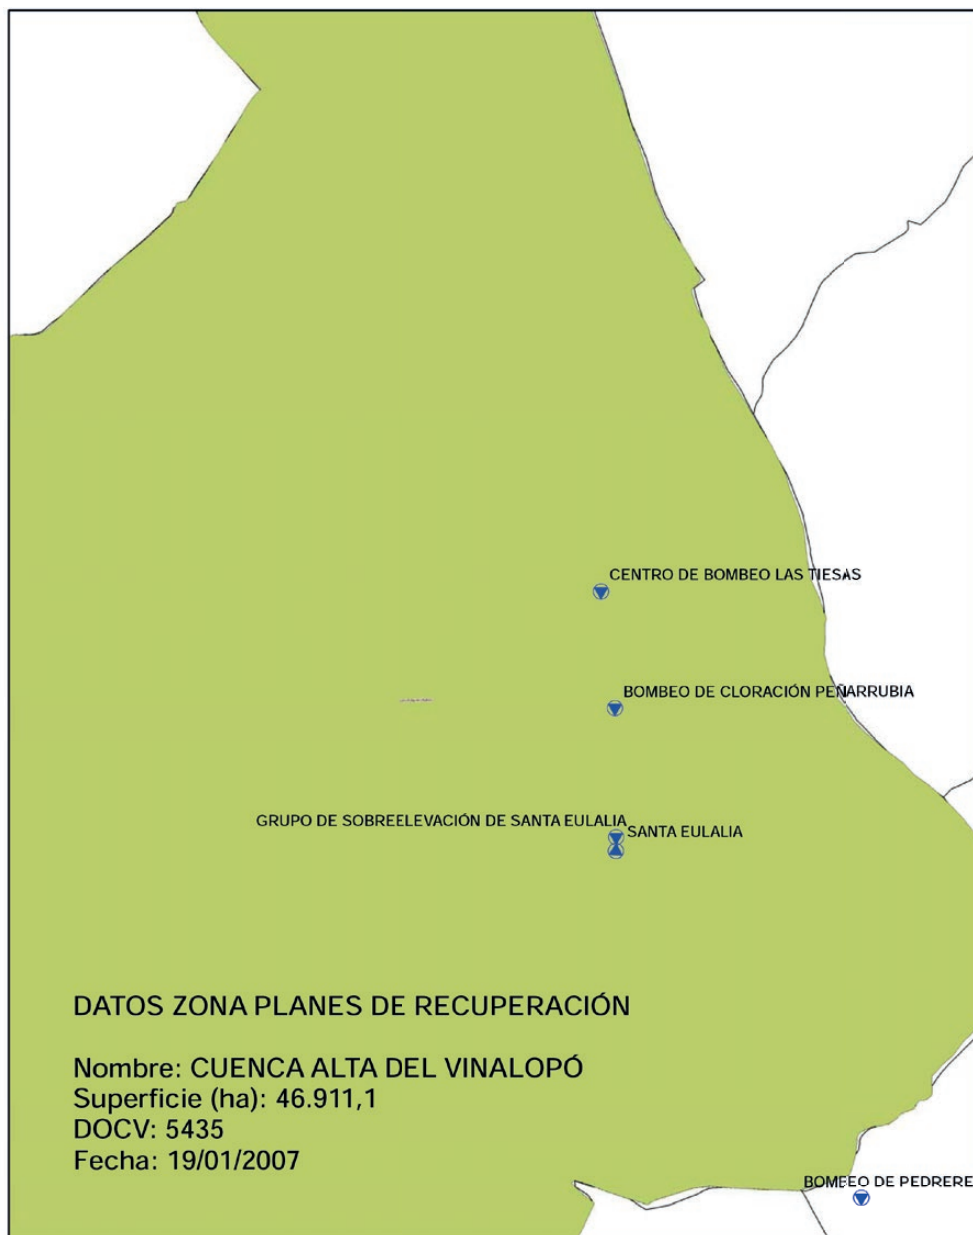 CENTRO DE BOMBEO LAS TIESAS
BOMBEO DE CLORACIÓN PEÑARRUBIA
GRUPO DE SOBREELEVACIÓN DE SANTA EULALIA
SANTA EULALIA
DATOS ZONA PLANES DE RECUPERACIÓN
Nombre: CUENCA ALTA DEL VINALOPÓ
Superficie (ha): 46.911,1
DOCV: 5435
Fecha: 19/01/2007
BOMBEO DE PEDRERE